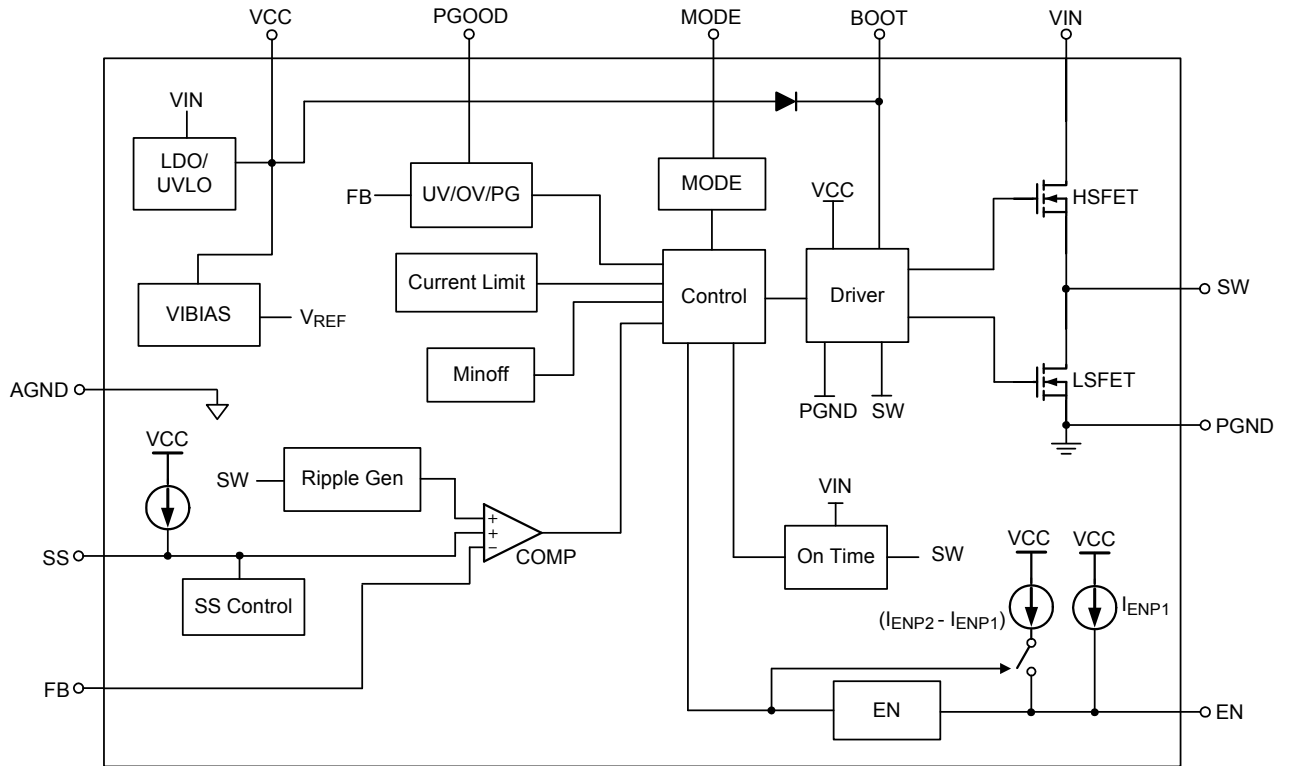 VCC
PGOOD
MODE
BOOT
VIN
VIN
LDO/
UVLO
FB
UV/OV/PG
MODE
VCC
HSFET
Current Limit
Control
Driver
SW
VIBIAS
VREF
Minoff
LSFET
AGND
PGND
SW
PGND
VCC
SW
Ripple Gen
VIN
+
+
−
COMP
SS
On Time
SW
VCC
VCC
SS Control
(IENP2 - IENP1)
IENP1
FB
EN
EN